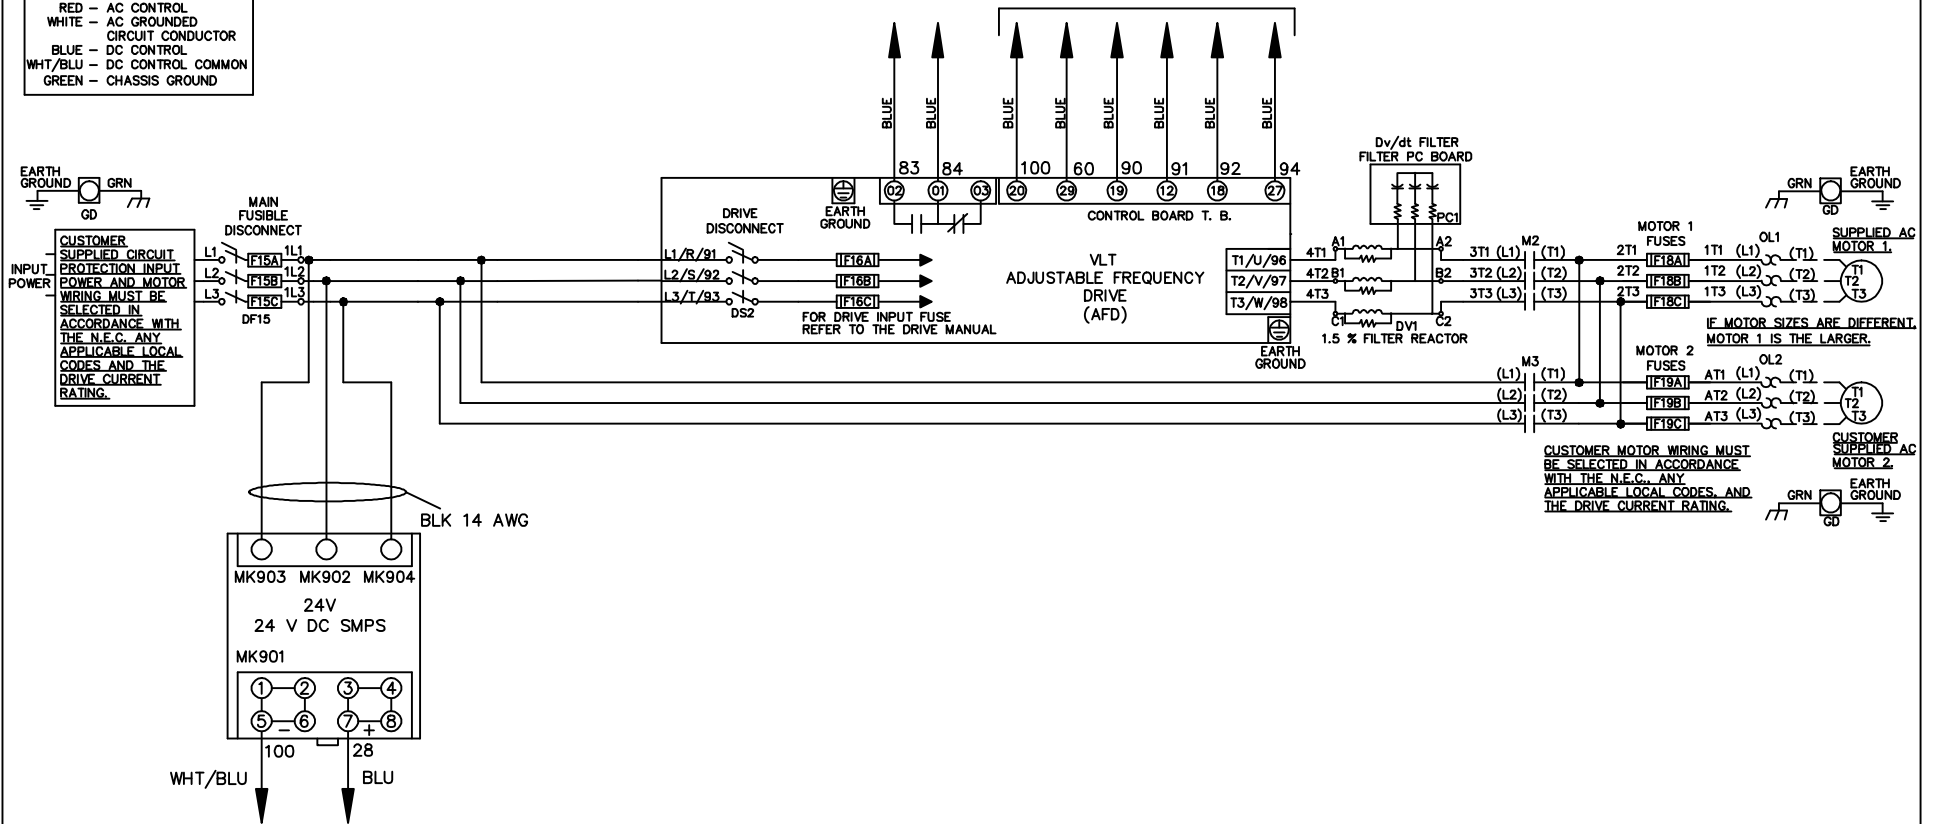 RED – AC CONTROL
WHITE – AC GROUNDED
CIRCUIT CONDUCTOR
BLUE – DC CONTROL
WHT/BLU – DC CONTROL COMMON
GREEN – CHASSIS GROUND
BLUE
BLUE
BLUE
BLUE
BLUE
BLUE
BLUE
BLUE
83
84
100
60
90
91
92
94
02
01
03
20
29
19
12
18
27
EARTH
GROUND
CONTROL BOARD T. B.
EARTH
GROUND
GRN
GD
MAIN
FUSIBLE
DISCONNECT
INPUT
POWER
CUSTOMER
SUPPLIED CIRCUIT
PROTECTION INPUT
POWER AND MOTOR
WIRING MUST BE
SELECTED IN
ACCORDANCE WITH
THE N.E.C. ANY
APPLICABLE LOCAL
CODES AND THE
DRIVE CURRENT
RATING.
L1 F15A 1L1
L2 F15B 1L2
L3 F15C 1L3
DF15
DRIVE
DISCONNECT
L1/R/91
L2/S/92
L3/T/93
DS2
F16A
F16B
F16C
FOR DRIVE INPUT FUSE
REFER TO THE DRIVE MANUAL
VLT
ADJUSTABLE FREQUENCY
DRIVE
(AFD)
T1/U/96
T2/V/97
T3/W/98
EARTH
GROUND
Dv/dt FILTER
FILTER PC BOARD
PC1
4T1 A1 A2
4T2 B1 B2
4T3 C1 C2
DV1
1.5 % FILTER REACTOR
M2
3T1 (L1) (T1)
3T2 (L2) (T2)
3T3 (L3) (T3)
MOTOR 1
FUSES
2T1 F18A 1T1 (L1) (T1)
2T2 F18B 1T2 (L2) (T2)
2T3 F18C 1T3 (L3) (T3)
OL1
GRN
EARTH
GROUND
GD
SUPPLIED AC
MOTOR 1.
T1
T2
T3
IF MOTOR SIZES ARE DIFFERENT,
MOTOR 1 IS THE LARGER.
M3
(L1) (T1)
(L2) (T2)
(L3) (T3)
MOTOR 2
FUSES
OL2
F19A AT1 (L1) (T1)
F19B AT2 (L2) (T2)
F19C AT3 (L3) (T3)
T1
T2
T3
CUSTOMER
SUPPLIED AC
MOTOR 2.
CUSTOMER MOTOR WIRING MUST
BE SELECTED IN ACCORDANCE
WITH THE N.E.C., ANY
APPLICABLE LOCAL CODES, AND
THE DRIVE CURRENT RATING.
GRN
EARTH
GROUND
GD
BLK 14 AWG
MK903 MK902 MK904
24V
24 V DC SMPS
MK901
1 2 3 4
5 6 7 8
– +
100 28
WHT/BLU BLU